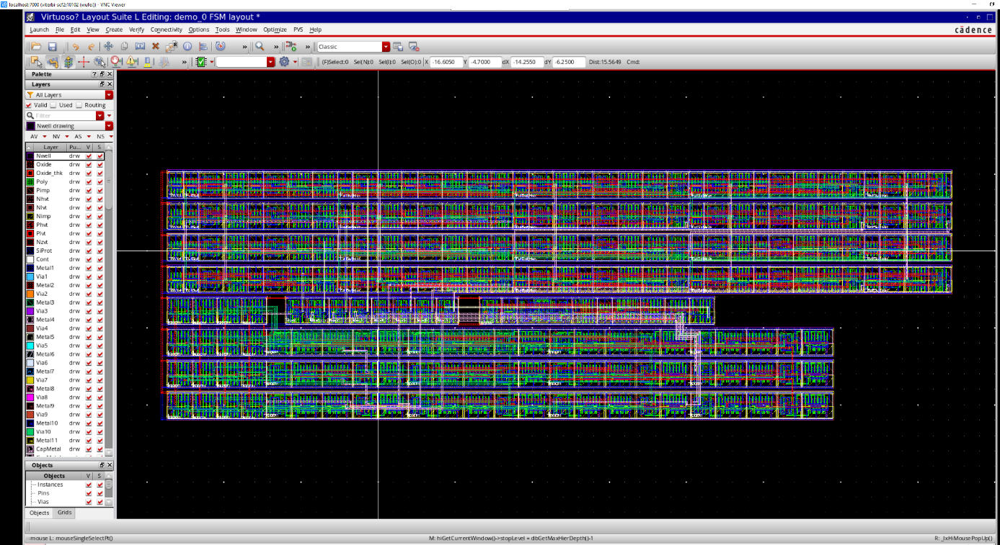 localhost:7000 (viterbi-scf2:10102 (wufei)) - VNC Viewer
Virtuoso? Layout Suite L Editing: demo_0 FSM layout *
Launch File Edit View Create Verify Connectivity Options Tools Window Optimize PVS Help
cādence
Classic
(F)Select:0 Sel(N):0 Sel(I):0 Sel(O):0 X -16.6050 Y -4.7000 dX -14.2550 dY -6.2500 Dist:15.5649 Cmd:
Palette
Layers
All Layers
Valid Used Routing
Filter
Nwell drawing
AV NV AS NS
Layer Pu... V S
Nwell drw
Oxide drw
Oxide_thk drw
Poly drw
Pimp drw
Nhvt drw
Nlvt drw
Nimp drw
Phvt drw
Plvt drw
Nzvt drw
SiProt drw
Cont drw
Metal1 drw
Via1 drw
Metal2 drw
Via2 drw
Metal3 drw
Via3 drw
Metal4 drw
Via4 drw
Metal5 drw
Via5 drw
Metal6 drw
Via6 drw
Metal7 drw
Via7 drw
Metal8 drw
Via8 drw
Metal9 drw
Via9 drw
Metal10 drw
Via10 drw
Metal11 drw
CapMetal drw
Objects
Objects V S
Instances
Pins
Vias
Objects Grids
mouse L: mouseSingleSelectPt()
M: hiGetCurrentWindow()->stopLevel = dbGetMaxHierDepth()-1
R: _lxHiMousePopUp()